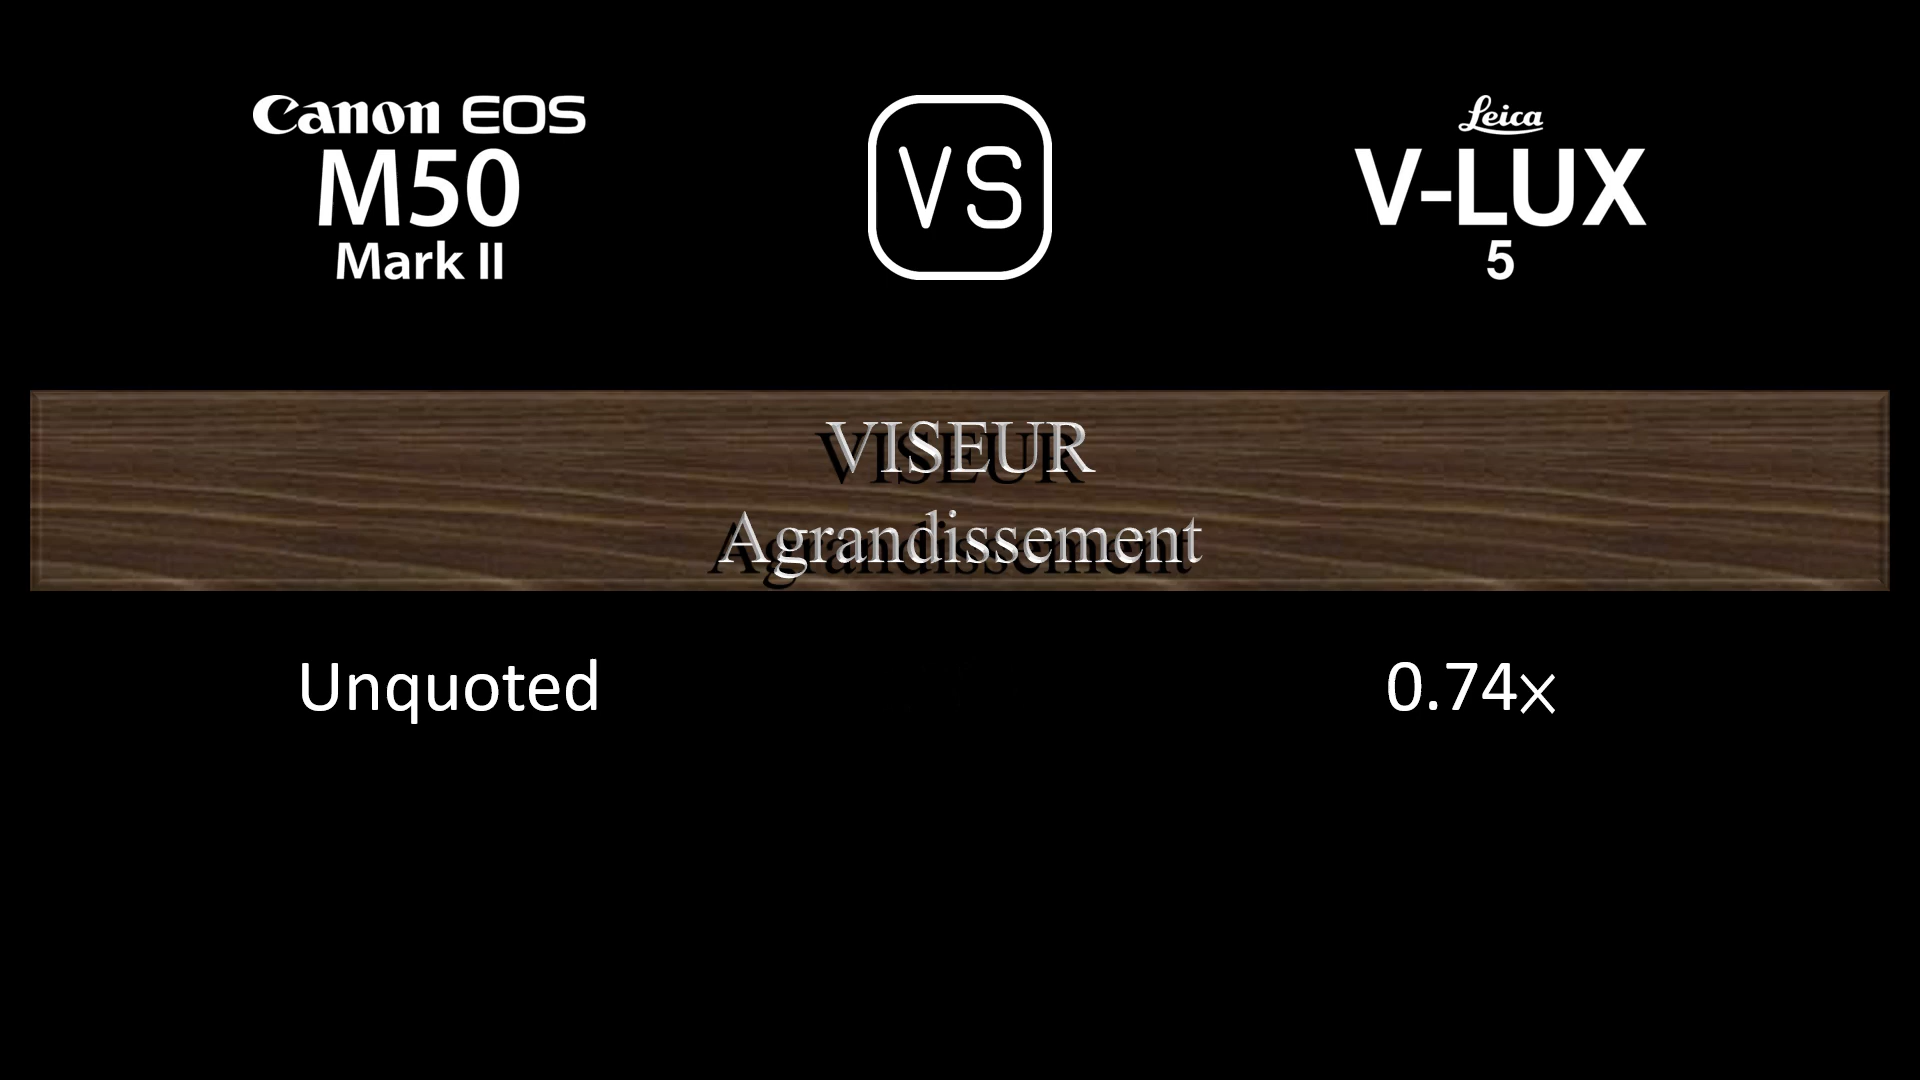 Canon EOS
M50
Mark II
VS
Leica
V-LUX
5
VISEUR
Agrandissement
Unquoted
0.74x